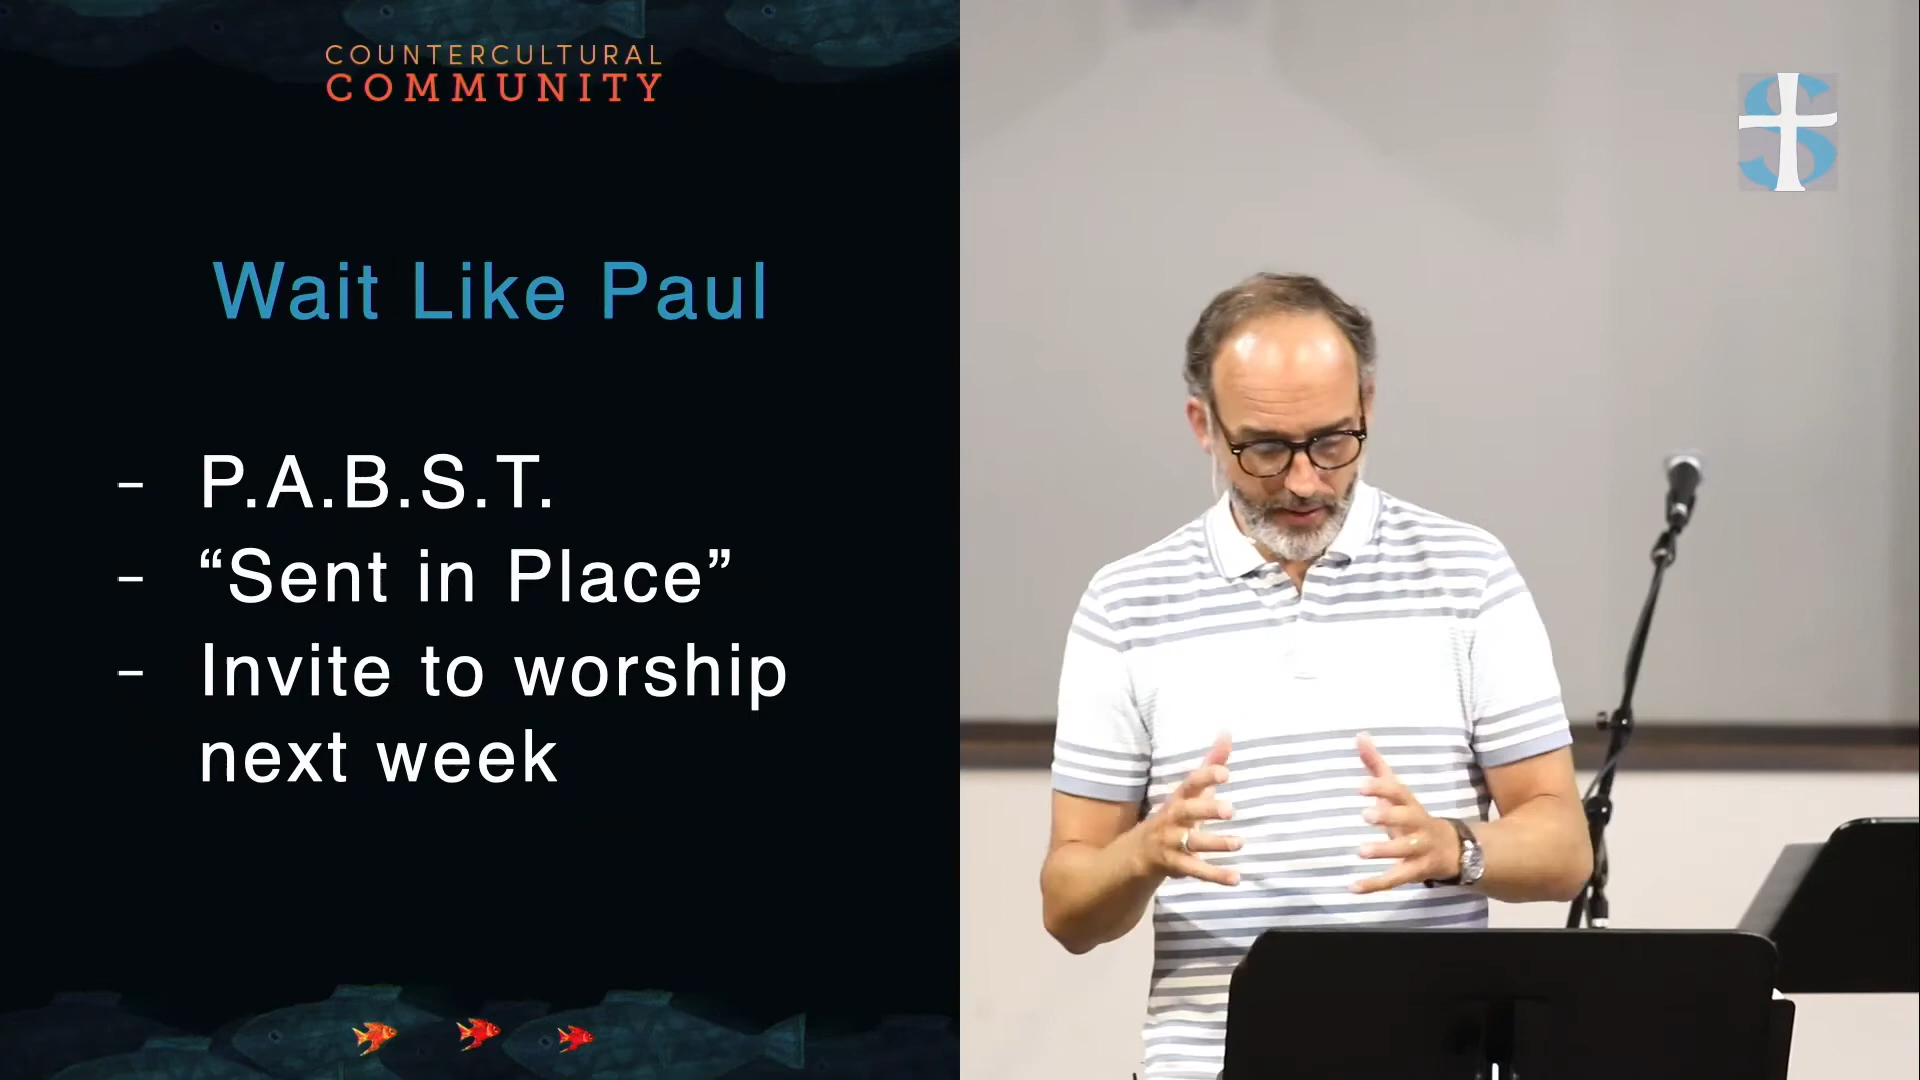 COUNTERCULTURAL
COMMUNITY
Wait Like Paul
- P.A.B.S.T.
- “Sent in Place”
- Invite to worship
next week
S